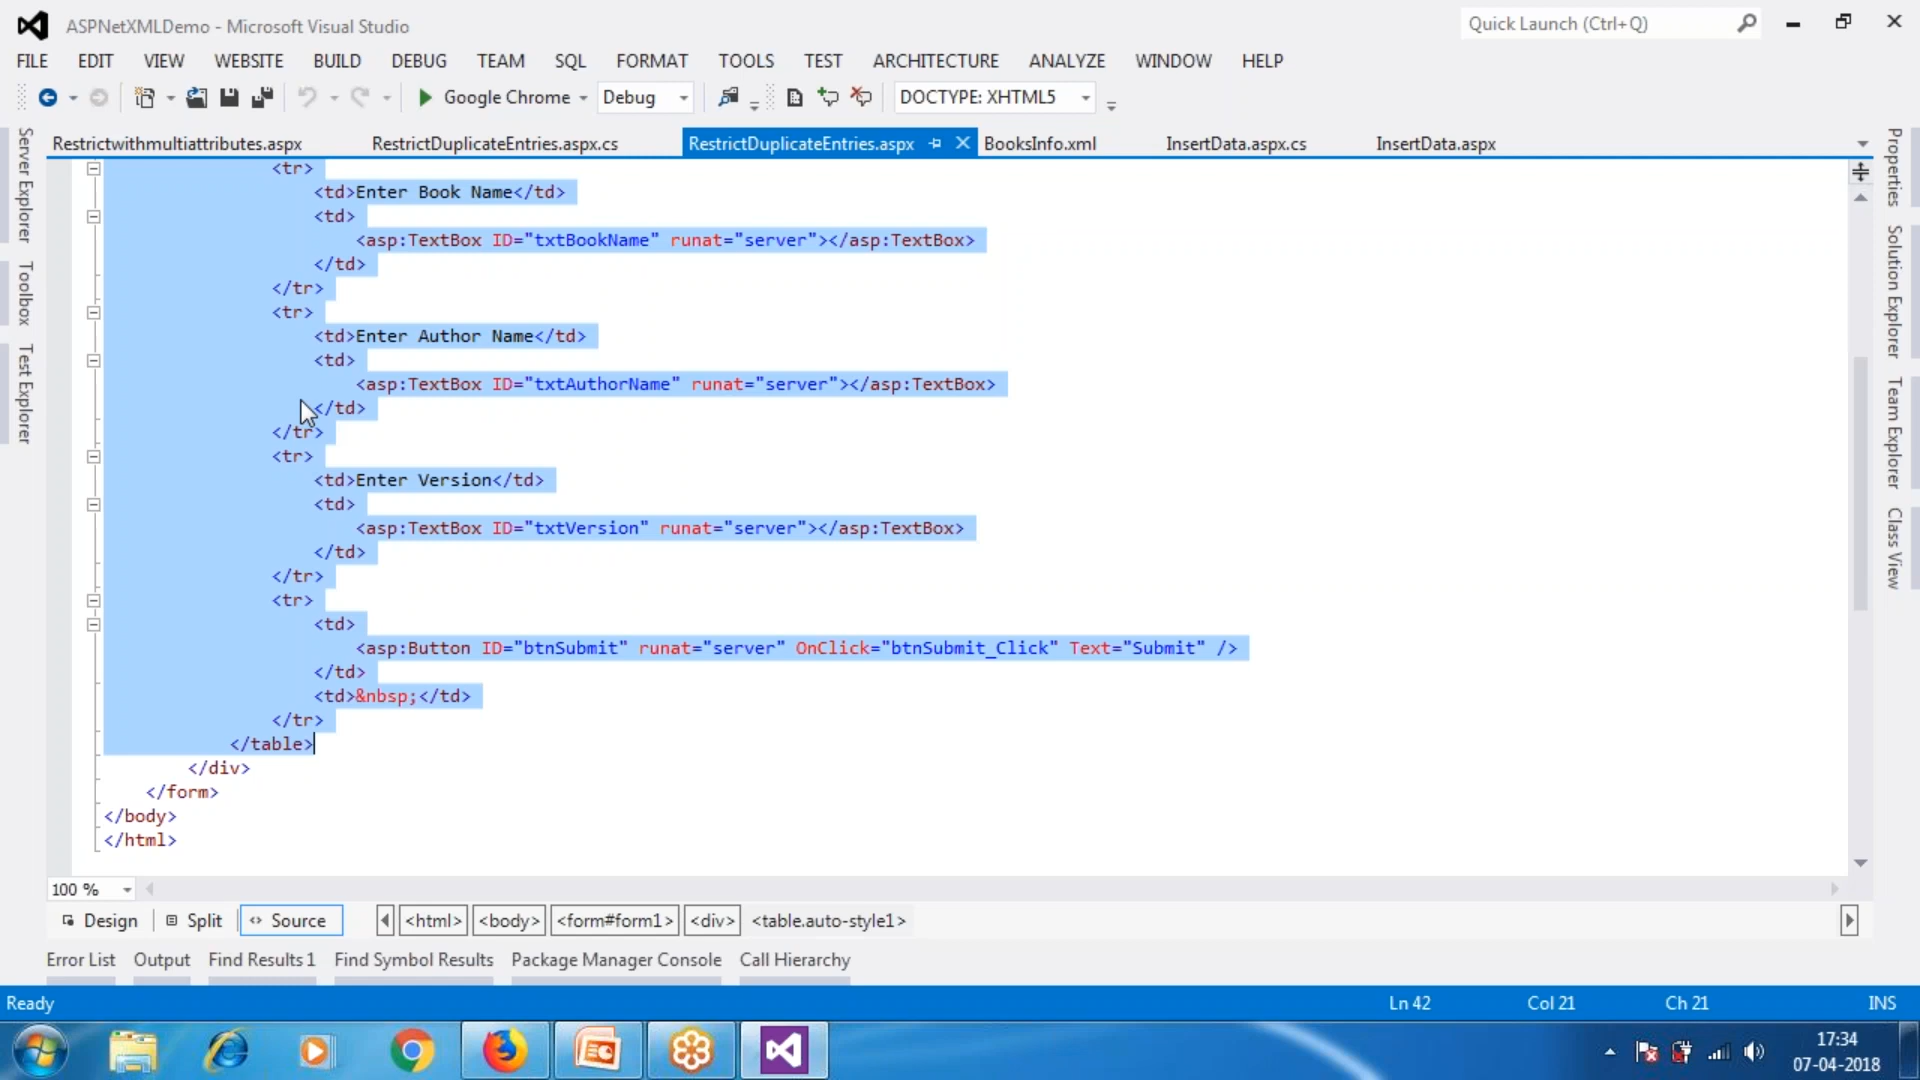 ASPNetXMLDemo - Microsoft Visual Studio
Quick Launch (Ctrl+Q)
FILE EDIT VIEW WEBSITE BUILD DEBUG TEAM SQL FORMAT TOOLS TEST ARCHITECTURE ANALYZE WINDOW HELP
Google Chrome Debug DOCTYPE: XHTML5
Restrictwithmultiattributes.aspx RestrictDuplicateEntries.aspx.cs RestrictDuplicateEntries.aspx BooksInfo.xml InsertData.aspx.cs InsertData.aspx
Server Explorer
Toolbox
Test Explorer
<tr>
<td>Enter Book Name</td>
<td>
<asp:TextBox ID="txtBookName" runat="server"></asp:TextBox>
</td>
</tr>
<tr>
<td>Enter Author Name</td>
<td>
<asp:TextBox ID="txtAuthorName" runat="server"></asp:TextBox>
</td>
</tr>
<tr>
<td>Enter Version</td>
<td>
<asp:TextBox ID="txtVersion" runat="server"></asp:TextBox>
</td>
</tr>
<tr>
<td>
<asp:Button ID="btnSubmit" runat="server" OnClick="btnSubmit_Click" Text="Submit" />
</td>
<td>&nbsp;</td>
</tr>
</table>
</div>
</form>
</body>
</html>
Properties
Solution Explorer
Team Explorer
Class View
100 %
Design Split Source <html> <body> <form#form1> <div> <table.auto-style1>
Error List Output Find Results 1 Find Symbol Results Package Manager Console Call Hierarchy
Ready Ln 42 Col 21 Ch 21 INS
17:34
07-04-2018